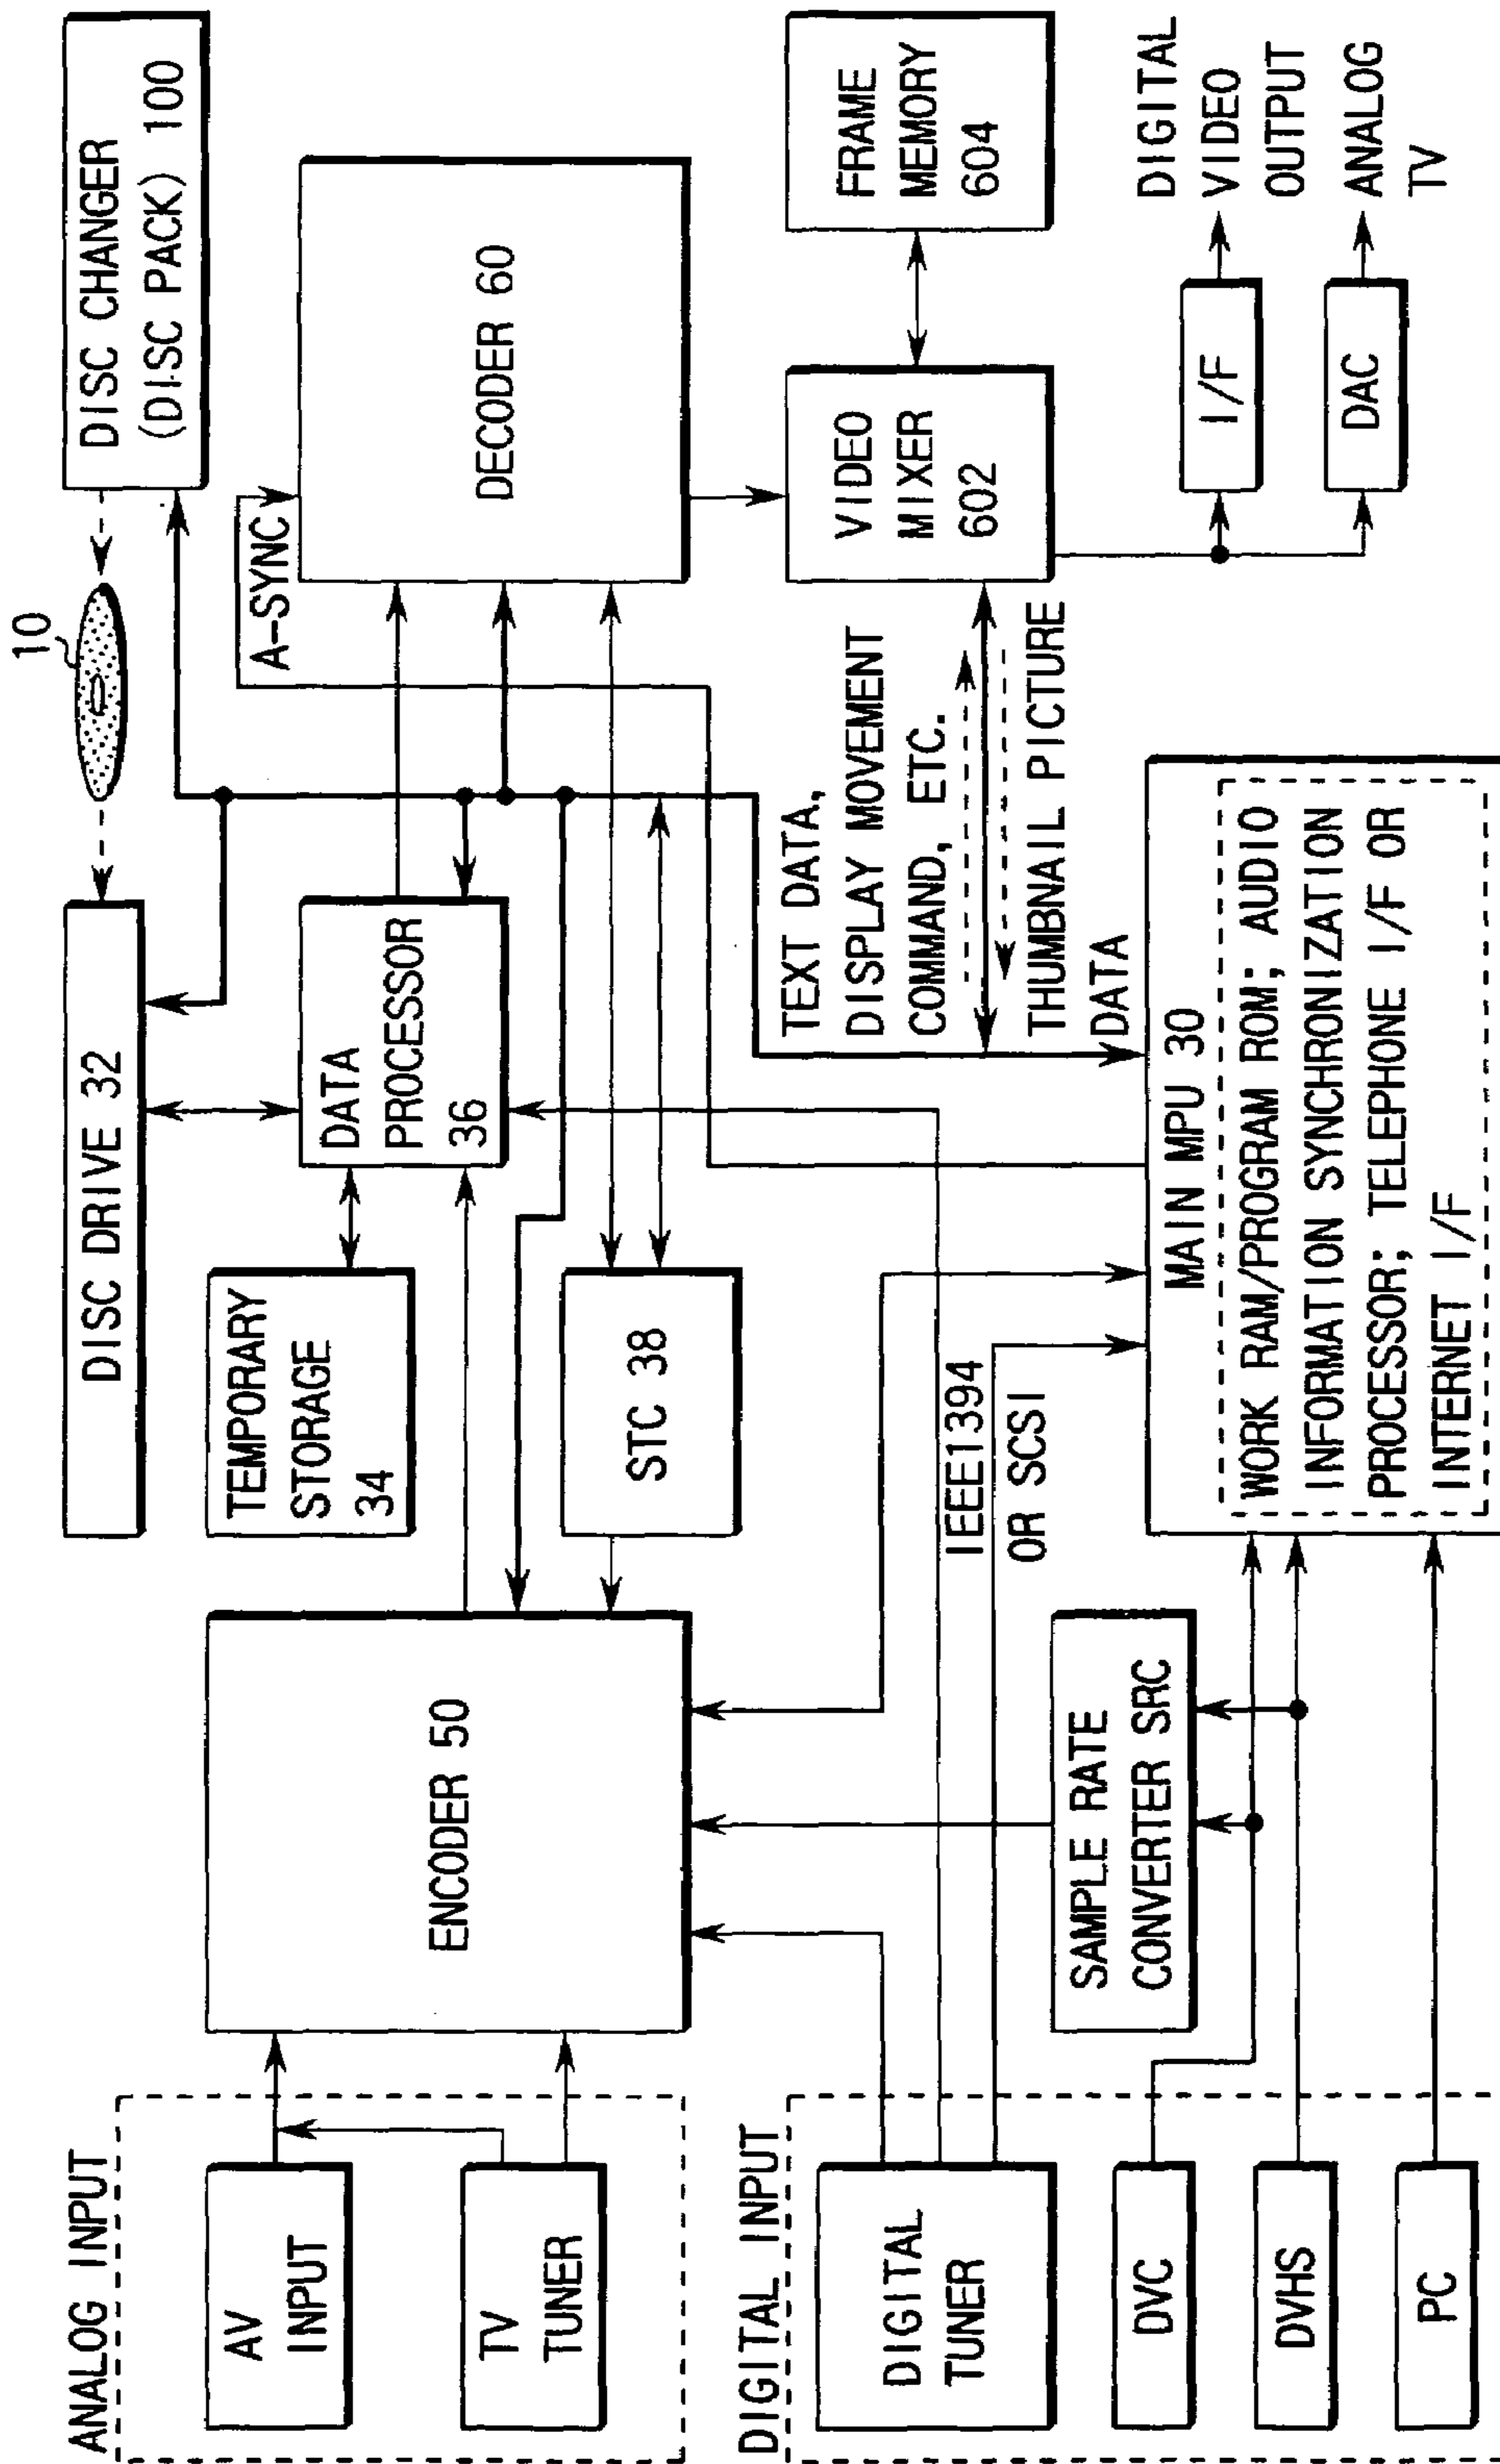 10
DISC DRIVE 32
DISC CHANGER
(DISC PACK) 100
ANALOG INPUT
AV
INPUT
TV
TUNER
ENCODER 50
TEMPORARY
STORAGE
34
DATA
PROCESSOR
36
STC 38
A-SYNC
DECODER 60
DIGITAL INPUT
DIGITAL
TUNER
DVC
DVHS
PC
SAMPLE RATE
CONVERTER SRC
IEEE1394
OR SCSI
TEXT DATA,
DISPLAY MOVEMENT
COMMAND, ETC.
THUMBNAIL PICTURE
DATA
MAIN MPU 30
WORK RAM/PROGRAM ROM; AUDIO
INFORMATION SYNCHRONIZATION
PROCESSOR; TELEPHONE I/F OR
INTERNET I/F
VIDEO
MIXER
602
FRAME
MEMORY
604
I/F
DAC
DIGITAL
VIDEO
OUTPUT
ANALOG
TV